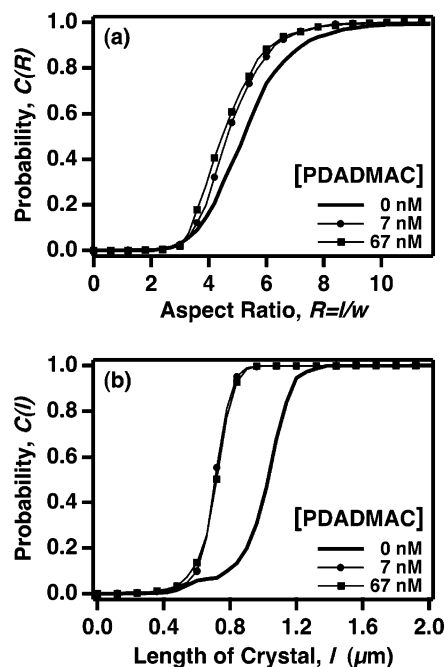 (a)
Probability, C(R)
1.0
0.8
0.6
0.4
0.2
0.0
[PDADMAC]
0 nM
7 nM
67 nM
0 2 4 6 8 10
Aspect Ratio, R=l/w
(b)
Probability, C(l)
1.0
0.8
0.6
0.4
0.2
0.0
[PDADMAC]
0 nM
7 nM
67 nM
0.0 0.4 0.8 1.2 1.6 2.0
Length of Crystal, l (μm)